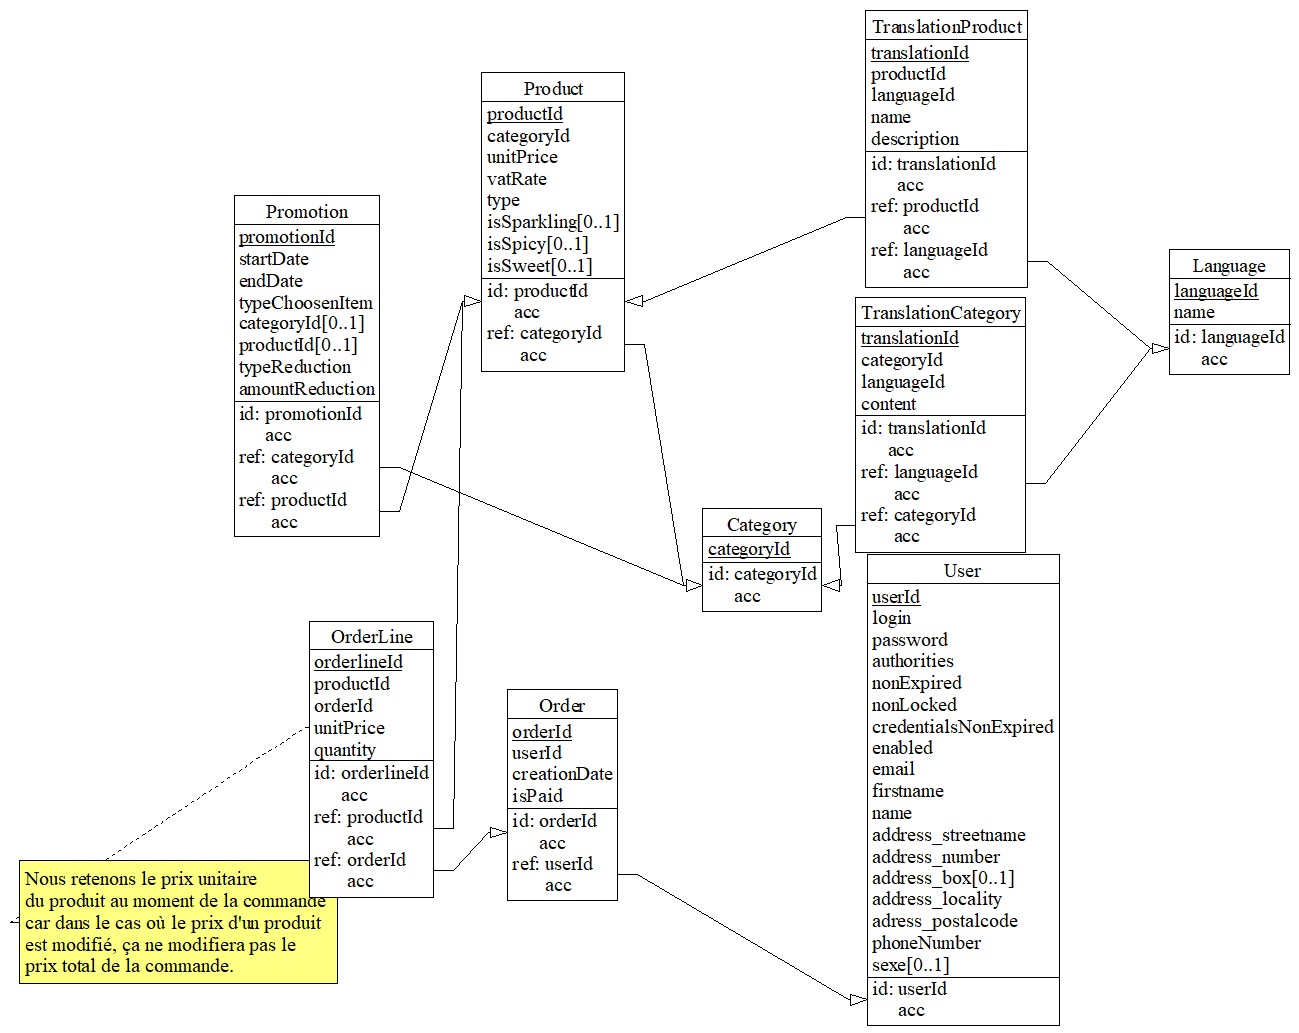 TranslationProduct
translationId
productId
languageId
name
description
id: translationId
acc
ref: productId
acc
ref: languageId
acc
Product
productId
categoryId
unitPrice
vatRate
type
isSparkling[0..1]
isSpicy[0..1]
isSweet[0..1]
id: productId
acc
ref: categoryId
acc
Promotion
promotionId
startDate
endDate
typeChoosenItem
categoryId[0..1]
productId[0..1]
typeReduction
amountReduction
id: promotionId
acc
ref: categoryId
acc
ref: productId
acc
Language
languageId
name
id: languageId
acc
TranslationCategory
translationId
categoryId
languageId
content
id: translationId
acc
ref: languageId
acc
ref: categoryId
acc
Category
categoryId
id: categoryId
acc
User
userId
login
password
authorities
nonExpired
nonLocked
credentialsNonExpired
enabled
email
firstname
name
address_streetname
address_number
address_box[0..1]
address_locality
adress_postalcode
phoneNumber
sexe[0..1]
id: userId
acc
OrderLine
orderlineId
productId
orderId
unitPrice
quantity
id: orderlineId
acc
ref: productId
acc
ref: orderId
acc
Order
orderId
userId
creationDate
isPaid
id: orderId
acc
ref: userId
acc
Nous retenons le prix unitaire
du produit au moment de la commande
car dans le cas où le prix d'un produit
est modifié, ça ne modifiera pas le
prix total de la commande.